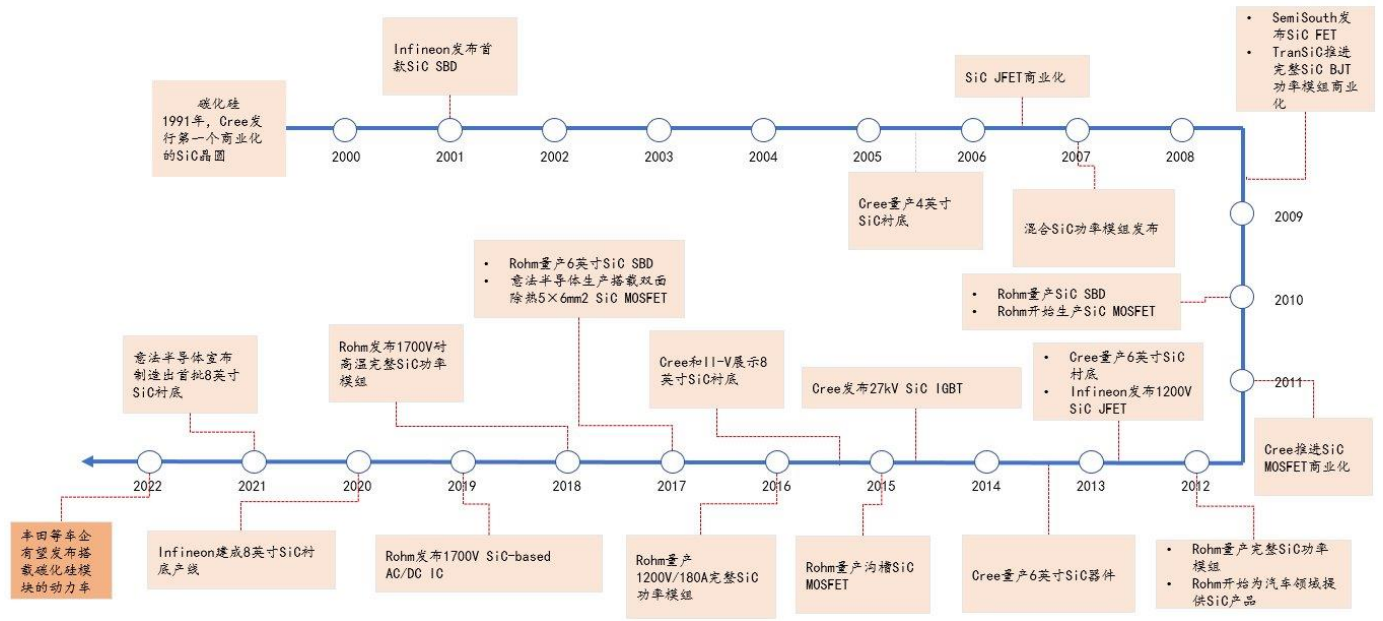 SemiSouth发
布SiC FET
TranSiC推进
完整SiC BJT
功率模组商业
化
Infineon发布首
款SiC SBD
SiC JFET商业化
碳化硅
1991年，Cree发
行第一个商业化
的SiC晶圆
2000
2001
2002
2003
2004
2005
2006
2007
2008
Cree量产4英寸
SiC衬底
混合SiC功率模组发布
2009
Rohm量产SiC SBD
Rohm开始生产SiC MOSFET
2010
Rohm量产6英寸SiC SBD
意法半导体生产搭载双面
除热5×6mm2 SiC MOSFET
意法半导体宣布
制造出首批8英寸
SiC衬底
Rohm发布1700V耐
高温完整SiC功率
模组
Cree和II-V展示8
英寸SiC衬底
Cree发布27kV SiC IGBT
Cree量产6英寸SiC
衬底
Infineon发布1200V
SiC JFET
2011
Cree推进SiC
MOSFET商业化
2022
2021
2020
2019
2018
2017
2016
2015
2014
2013
2012
丰田等车企
有望发布搭
载碳化硅模
块的动力车
Infineon建成8英寸SiC衬
底产线
Rohm发布1700V SiC-based
AC/DC IC
Rohm量产
1200V/180A完整SiC
功率模组
Rohm量产沟槽SiC
MOSFET
Cree量产6英寸SiC器件
Rohm量产完整SiC功率
模组
Rohm开始为汽车领域提
供SiC产品